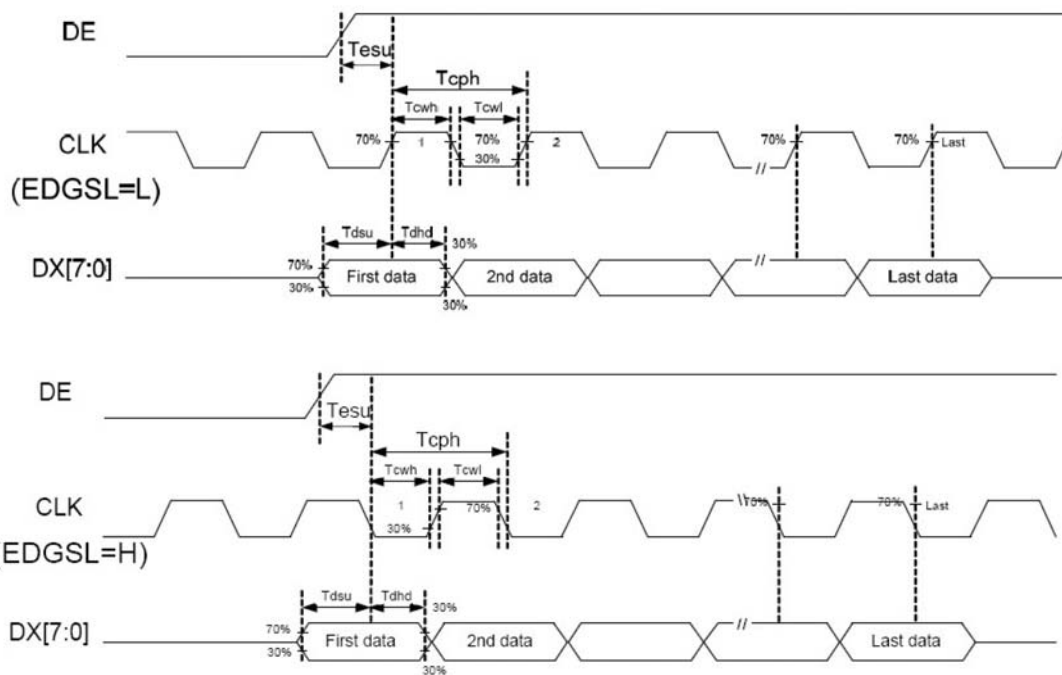 DE
Tesu
Tcph
Tcwh Tcwl
CLK 70% 1 70% 2 70% 70% Last
30%
(EDGSL=L) //
Tdsu Tdhd 30%
DX[7:0] 70% First data 2nd data // Last data
30% 30%
DE
Tesu
Tcph
Tcwh Tcwl
CLK 1 70% 2 \\ 70% 70% Last
30%
(EDGSL=H)
Tdsu Tdhd 30%
DX[7:0] 70% First data 2nd data // Last data
30% 30%